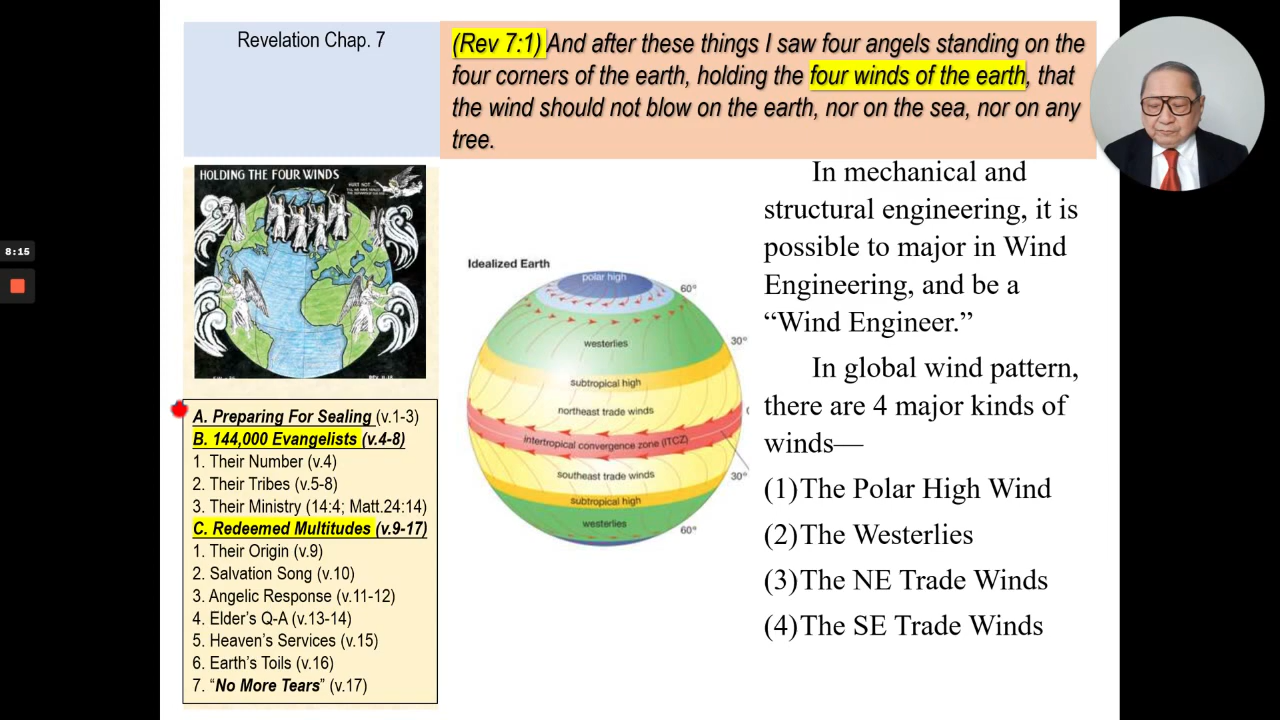 Revelation Chap. 7
(Rev 7:1) And after these things I saw four angels standing on the
four corners of the earth, holding the four winds of the earth, that
the wind should not blow on the earth, nor on the sea, nor on any
tree.
8:15
HOLDING THE FOUR WINDS
HURT NOT
A. Preparing For Sealing (v.1-3)
B. 144,000 Evangelists (v.4-8)
1. Their Number (v.4)
2. Their Tribes (v.5-8)
3. Their Ministry (14:4; Matt.24:14)
C. Redeemed Multitudes (v.9-17)
1. Their Origin (v.9)
2. Salvation Song (v.10)
3. Angelic Response (v.11-12)
4. Elder’s Q-A (v.13-14)
5. Heaven’s Services (v.15)
6. Earth’s Toils (v.16)
7. “No More Tears” (v.17)
Idealized Earth
polar high
60°
westerlies
30°
subtropical high
northeast trade winds
intertropical convergence zone (ITCZ)
southeast trade winds
30°
subtropical high
westerlies
60°
In mechanical and
structural engineering, it is
possible to major in Wind
Engineering, and be a
“Wind Engineer.”
In global wind pattern,
there are 4 major kinds of
winds—
(1)The Polar High Wind
(2)The Westerlies
(3)The NE Trade Winds
(4)The SE Trade Winds